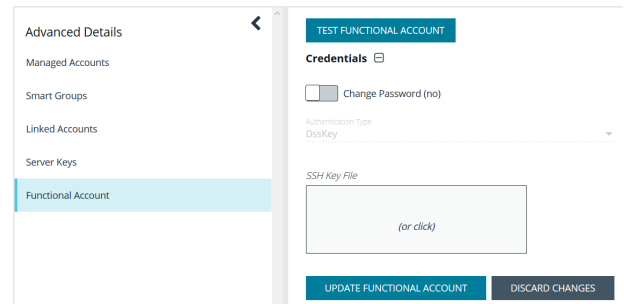 Advanced Details
Managed Accounts
Smart Groups
Linked Accounts
Server Keys
Functional Account
TEST FUNCTIONAL ACCOUNT
Credentials
Change Password (no)
Authentication Type
DssKey
SSH Key File
(or click)
UPDATE FUNCTIONAL ACCOUNT
DISCARD CHANGES